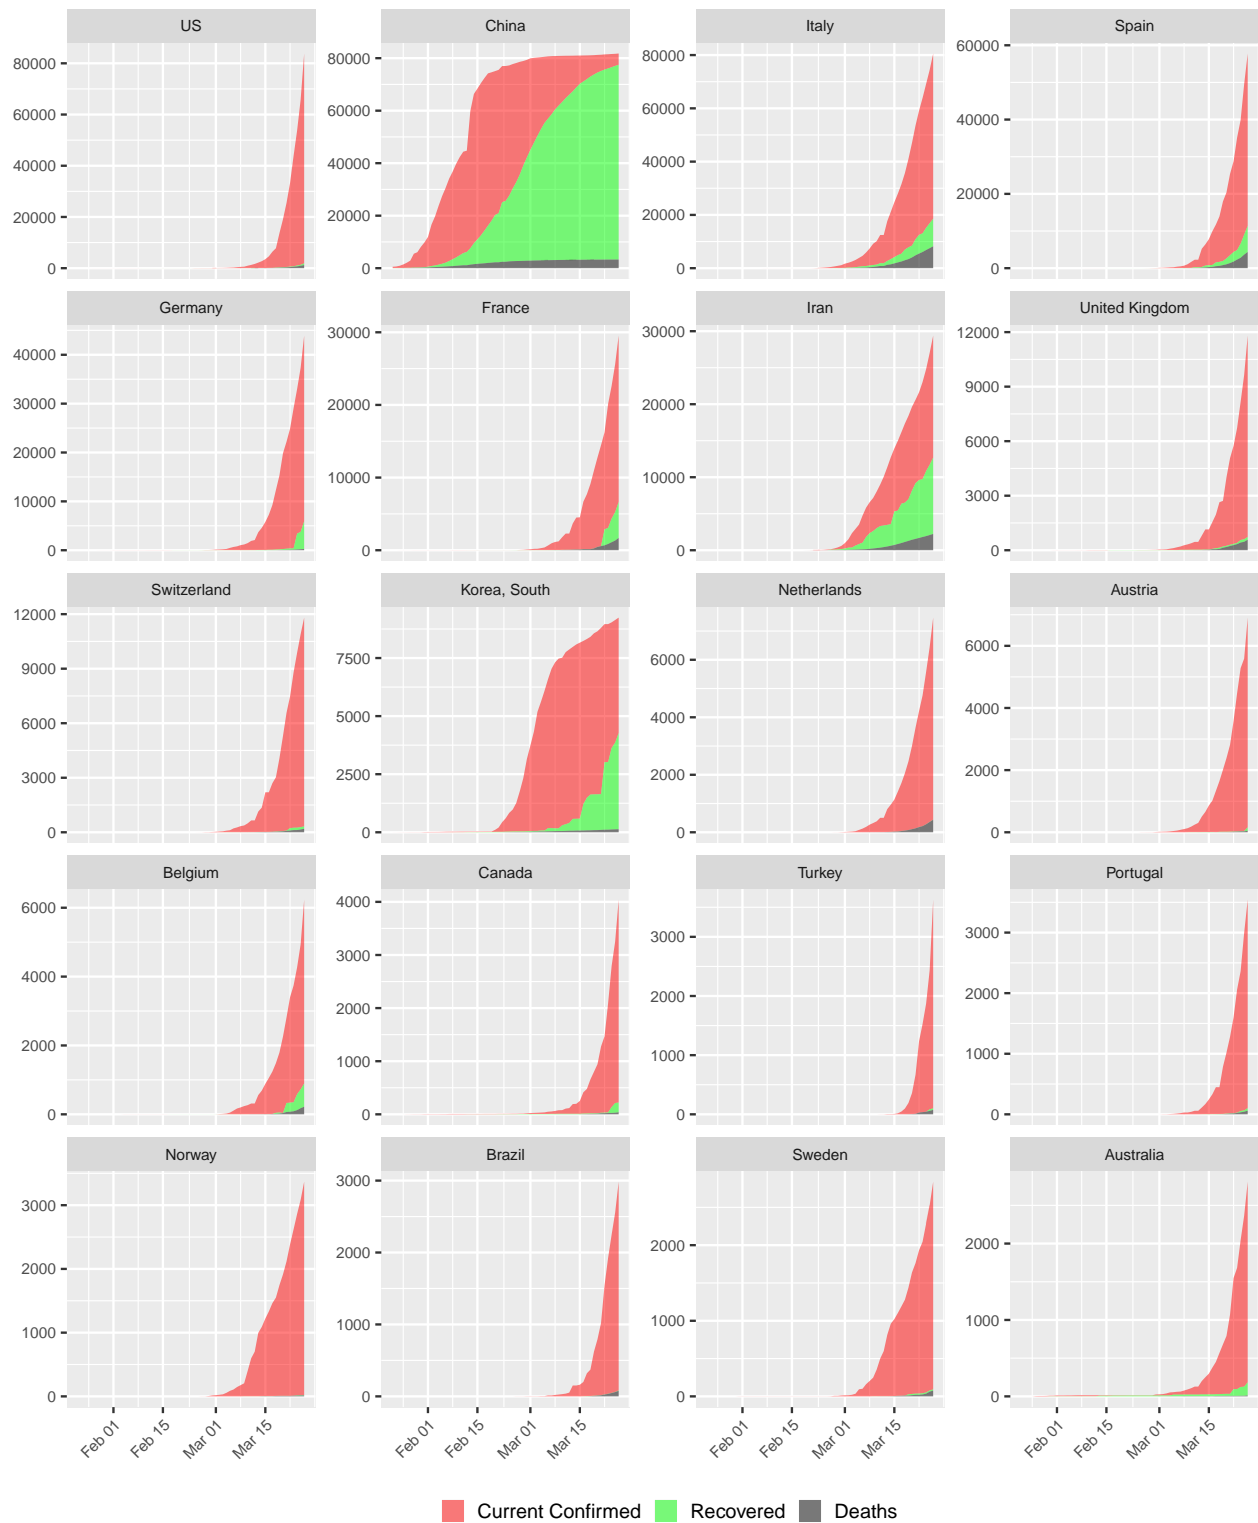 US China Italy Spain
80000 80000 80000 60000
60000 60000 60000 40000
40000 40000 40000 20000
20000 20000 20000 0
0 0 0
Germany France Iran United Kingdom
40000 30000 30000 12000
30000 20000 20000 9000
20000 10000 10000 6000
10000 0 0 3000
0 0
Switzerland Korea, South Netherlands Austria
12000 7500 6000 6000
9000 5000 4000 4000
6000 2500 2000 2000
3000 0 0 0
0
Belgium Canada Turkey Portugal
6000 4000 3000 3000
4000 3000 2000 2000
2000 2000 1000 1000
0 1000 0 0
0
Norway Brazil Sweden Australia
3000 3000 2000 2000
2000 2000 1000 1000
1000 1000 0 0
0 0
Feb 01 Feb 15 Mar 01 Mar 15 Feb 01 Feb 15 Mar 01 Mar 15 Feb 01 Feb 15 Mar 01 Mar 15 Feb 01 Feb 15 Mar 01 Mar 15
Current Confirmed Recovered Deaths